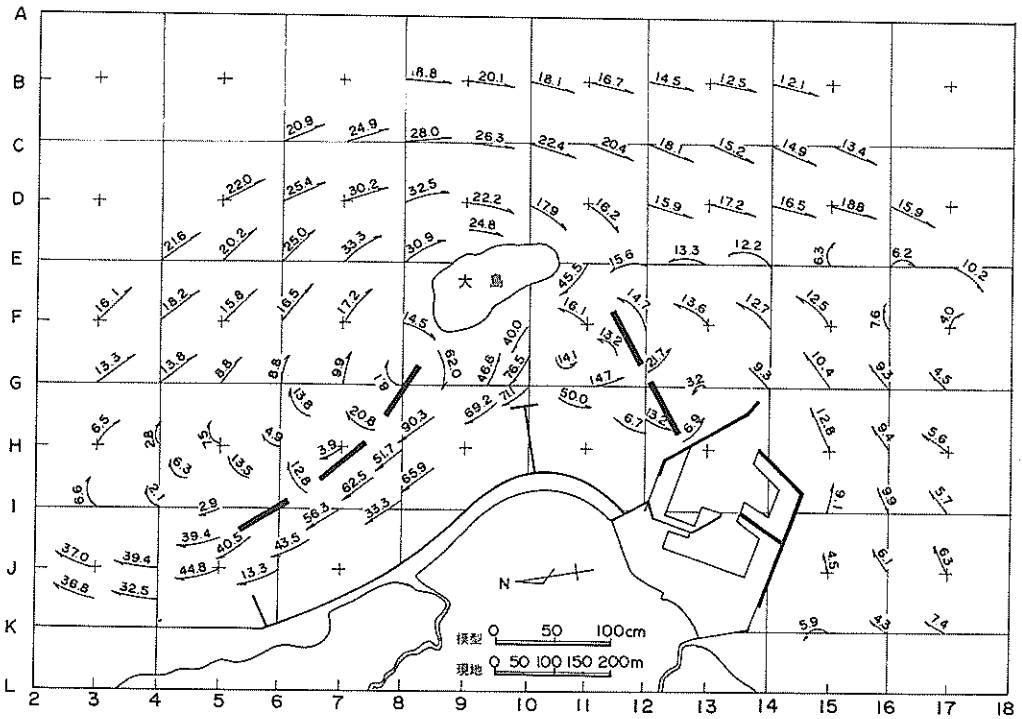 A
B 18.8 20.1 18.1 16.7 14.5 12.5 12.1
20.9 24.9
C 28.0 26.3 22.4 20.4 18.1 15.2 14.9 13.4
D 22.0 25.4 30.2 32.5 22.2 17.9 16.2 15.9 17.2 16.5 18.8 15.9
24.8
E 21.6 20.2 25.0 33.3 30.9 45.5 15.6 13.3 12.2 6.3 6.2 10.2
大島
F 16.1 18.2 15.8 16.5 17.2 14.5 40.0 16.1 14.7 13.6 12.7 12.5 7.6 4.0
13.2
G 13.3 13.8 8.8 8.8 9.9 1.9 62.0 46.6 76.5 14.1 14.7 21.7 3.2 9.3 10.4 9.3 4.5
13.8 20.8 90.3 69.2 7.1 50.0 6.7 13.2 6.9
H 6.5 2.8 7.5 4.9 3.9 51.7 12.8 9.4 5.6
6.3 13.5 12.8 62.5 65.9
I 6.6 2.1 2.9 56.3 33.3 1.6 9.9 5.7
39.4 40.5 43.5
J 37.0 39.4 44.8 13.3 4.5 6.1 6.3
36.8 32.5
N
K 5.9 4.3 7.4
模型 0 50 100cm
現地 0 50 100 150 200m
L
2 3 4 5 6 7 8 9 10 11 12 13 14 15 16 17 18